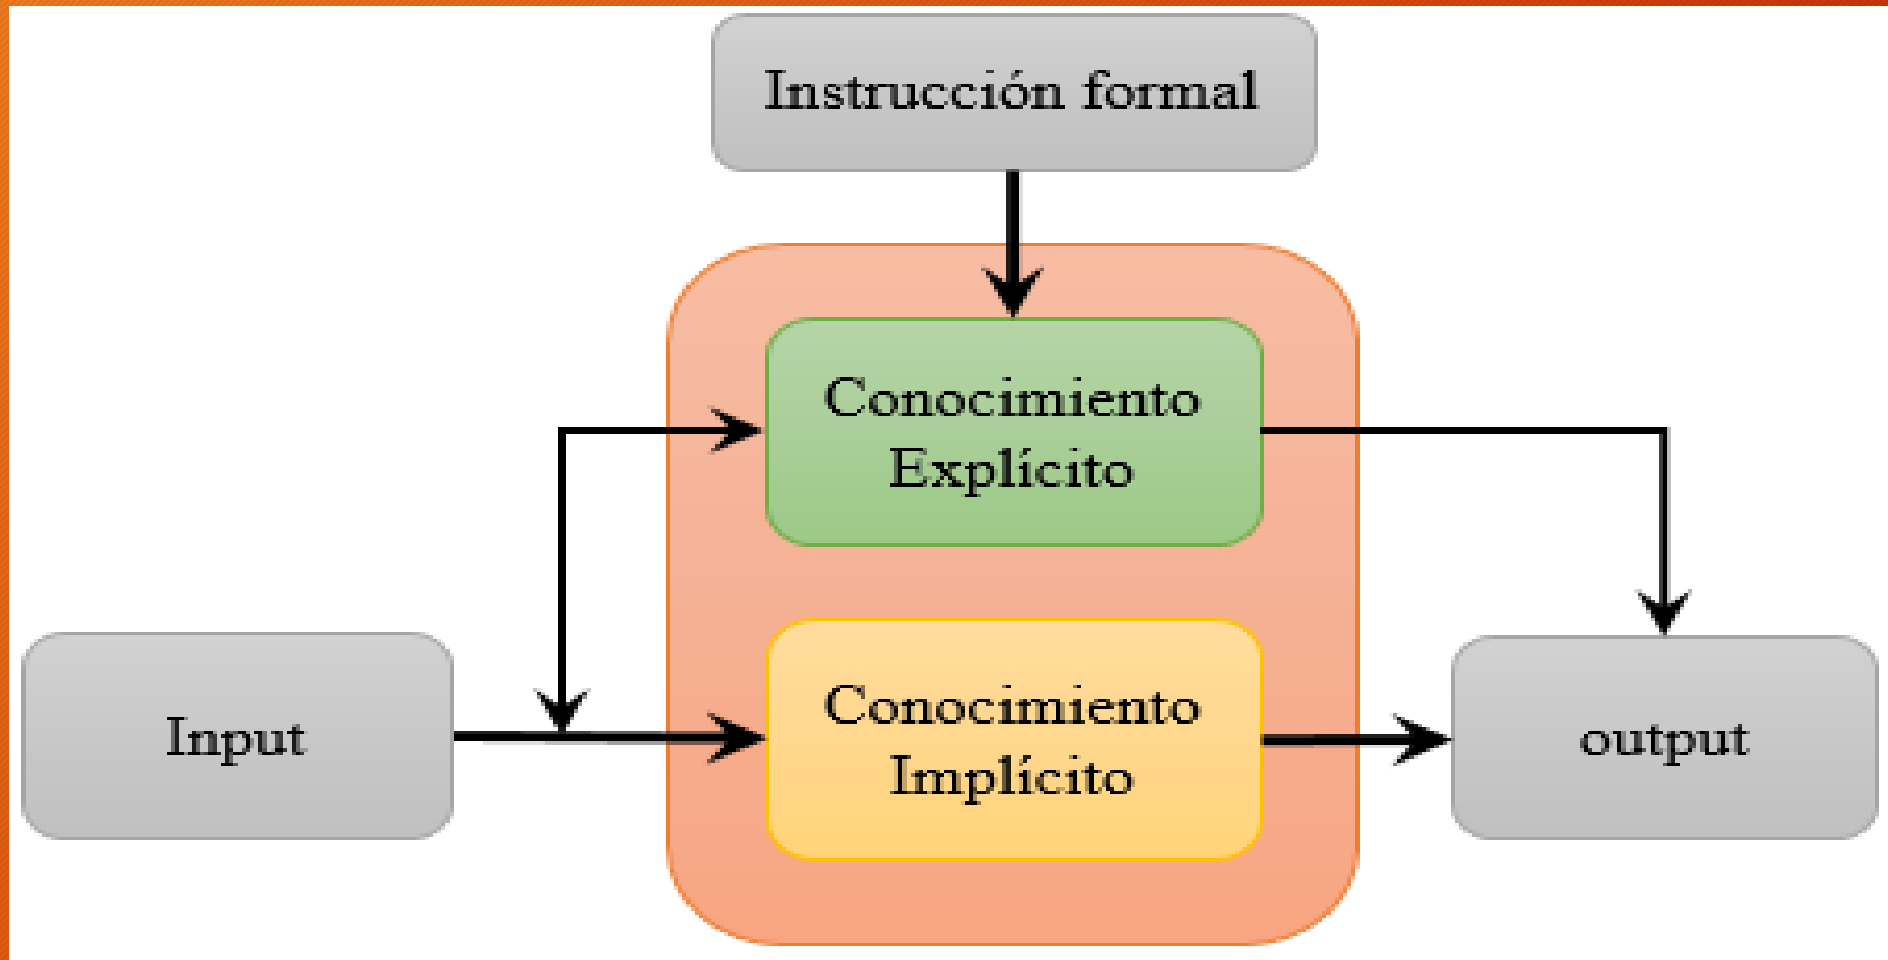 Instrucción formal
Conocimiento
Explícito
Conocimiento
Implícito
Input
output